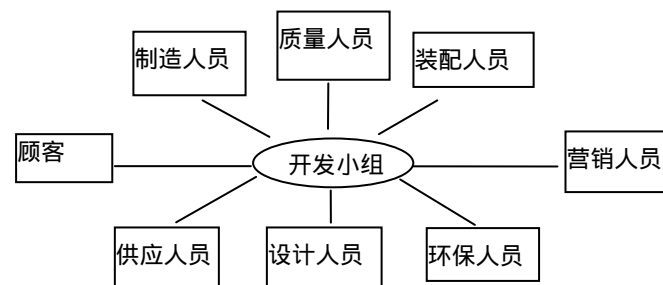 质量人员
制造人员
装配人员
顾客
开发小组
营销人员
供应人员
设计人员
环保人员